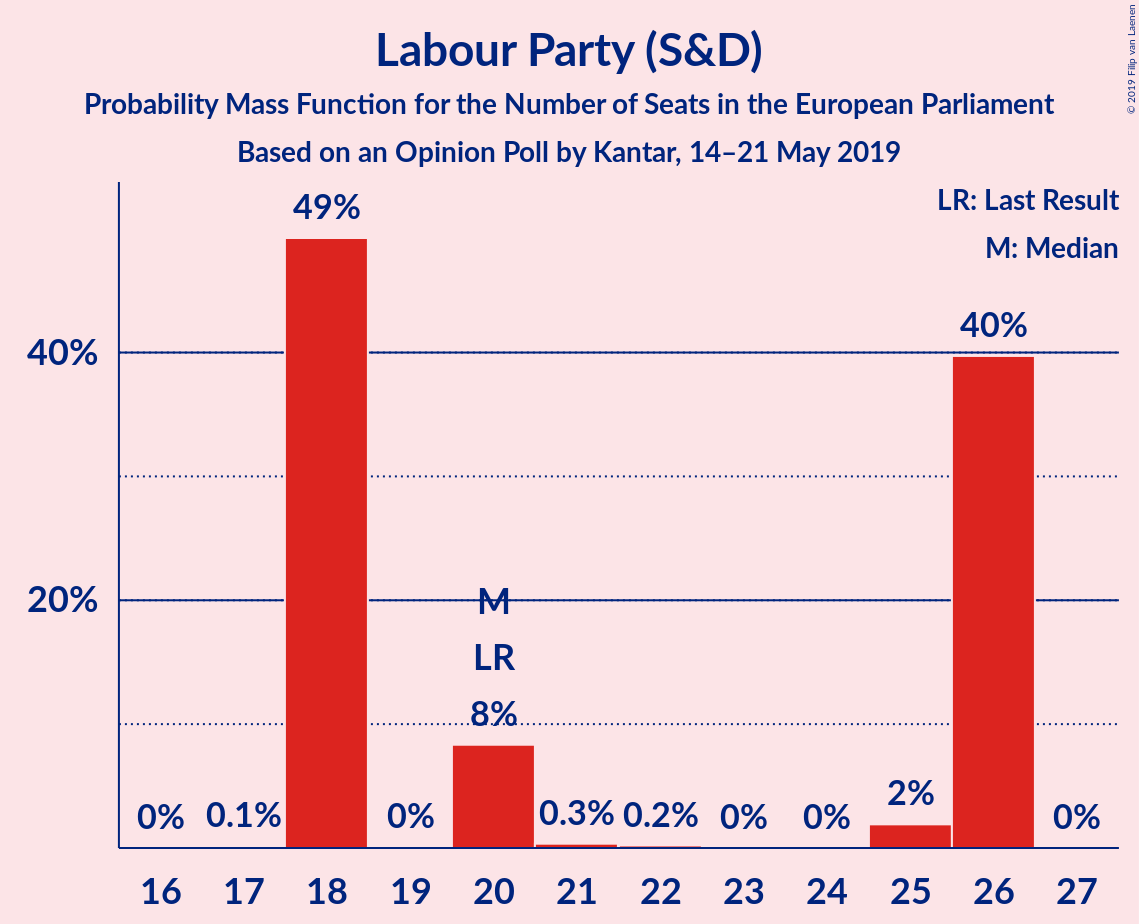 Labour Party (S&D)
Probability Mass Function for the Number of Seats in the European Parliament
Based on an Opinion Poll by Kantar, 14–21 May 2019
© 2019 Filip van Laenen
LR: Last Result
M: Median
49%
40%
40%
20%
M
LR
8%
0% 0.1% 0% 0.3% 0.2% 0% 0% 2% 0%
16 17 18 19 20 21 22 23 24 25 26 27